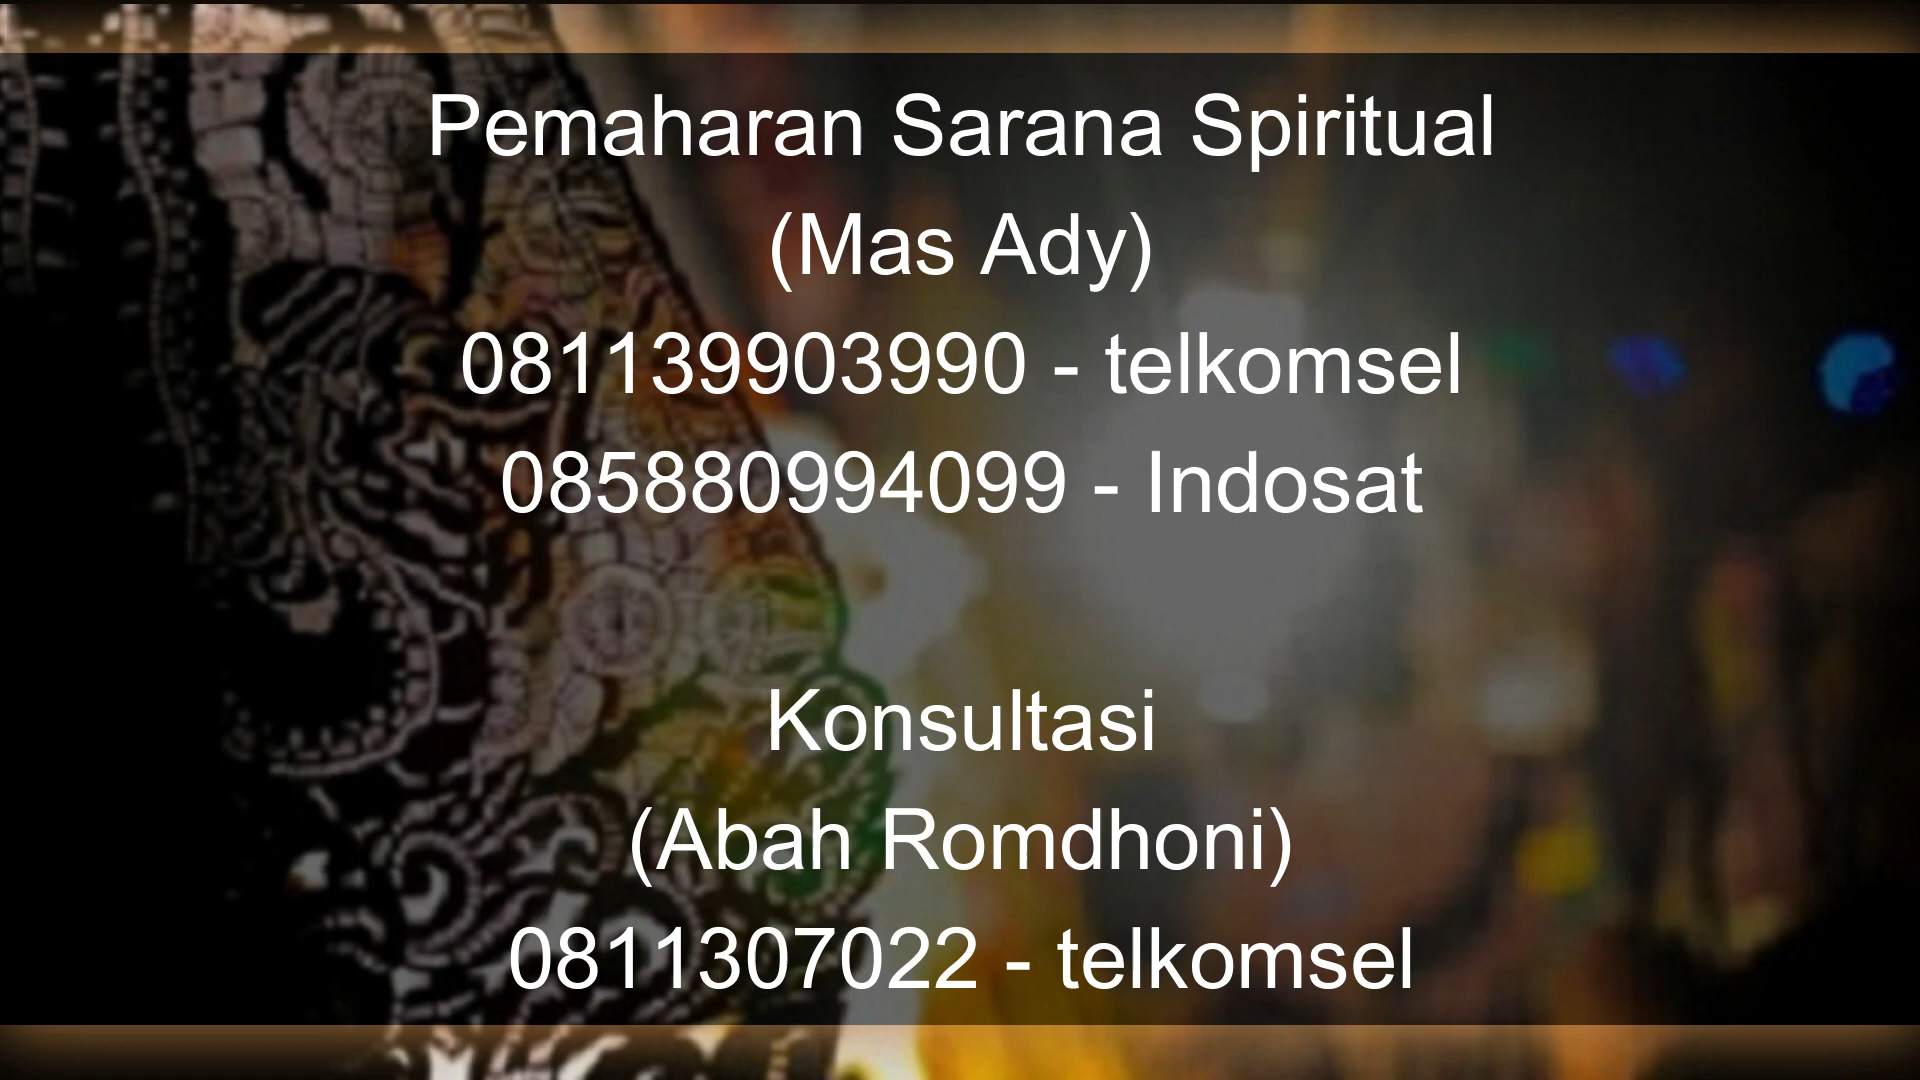 Pemaharan Sarana Spiritual
(Mas Ady)
081139903990 - telkomsel
085880994099 - Indosat
Konsultasi
(Abah Romdhoni)
0811307022 - telkomsel